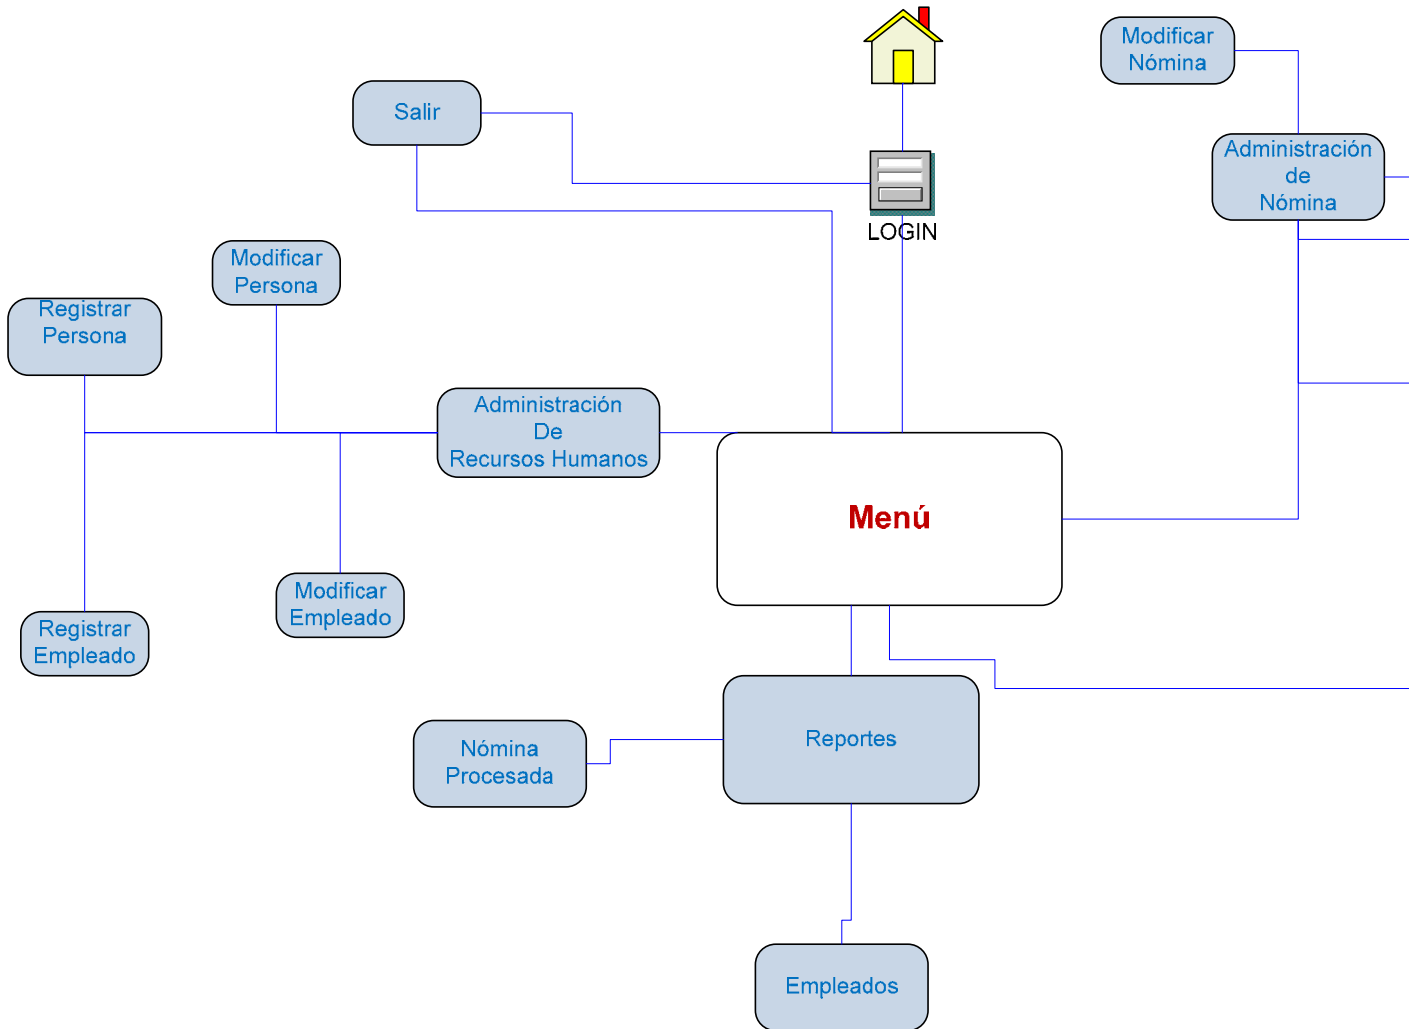 Modificar
Nómina
Salir
Administración
de
Nómina
LOGIN
Modificar
Persona
Registrar
Persona
Administración
De
Recursos Humanos
Menú
Modificar
Empleado
Registrar
Empleado
Reportes
Nómina
Procesada
Empleados